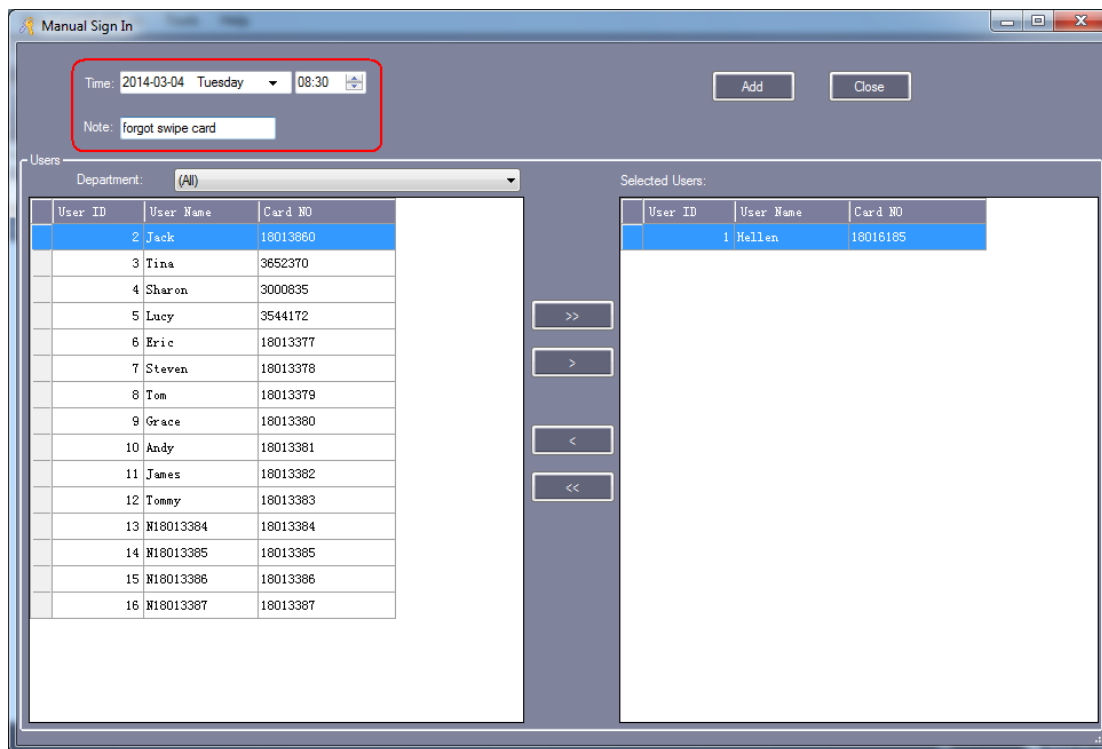 Tools Help
Manual Sign In
Time: 2014-03-04 Tuesday 08:30
Add
Close
Note: forgot swipe card
Users
Department: (All)
Selected Users:
User ID User Name Card NO
2 Jack 18013860
3 Tina 3652370
4 Sharon 3000835
5 Lucy 3544172
6 Eric 18013377
7 Steven 18013378
8 Tom 18013379
9 Grace 18013380
10 Andy 18013381
11 James 18013382
12 Tommy 18013383
13 N18013384 18013384
14 N18013385 18013385
15 N18013386 18013386
16 N18013387 18013387
>>
>
<
<<
User ID User Name Card NO
1 Hellen 18016185